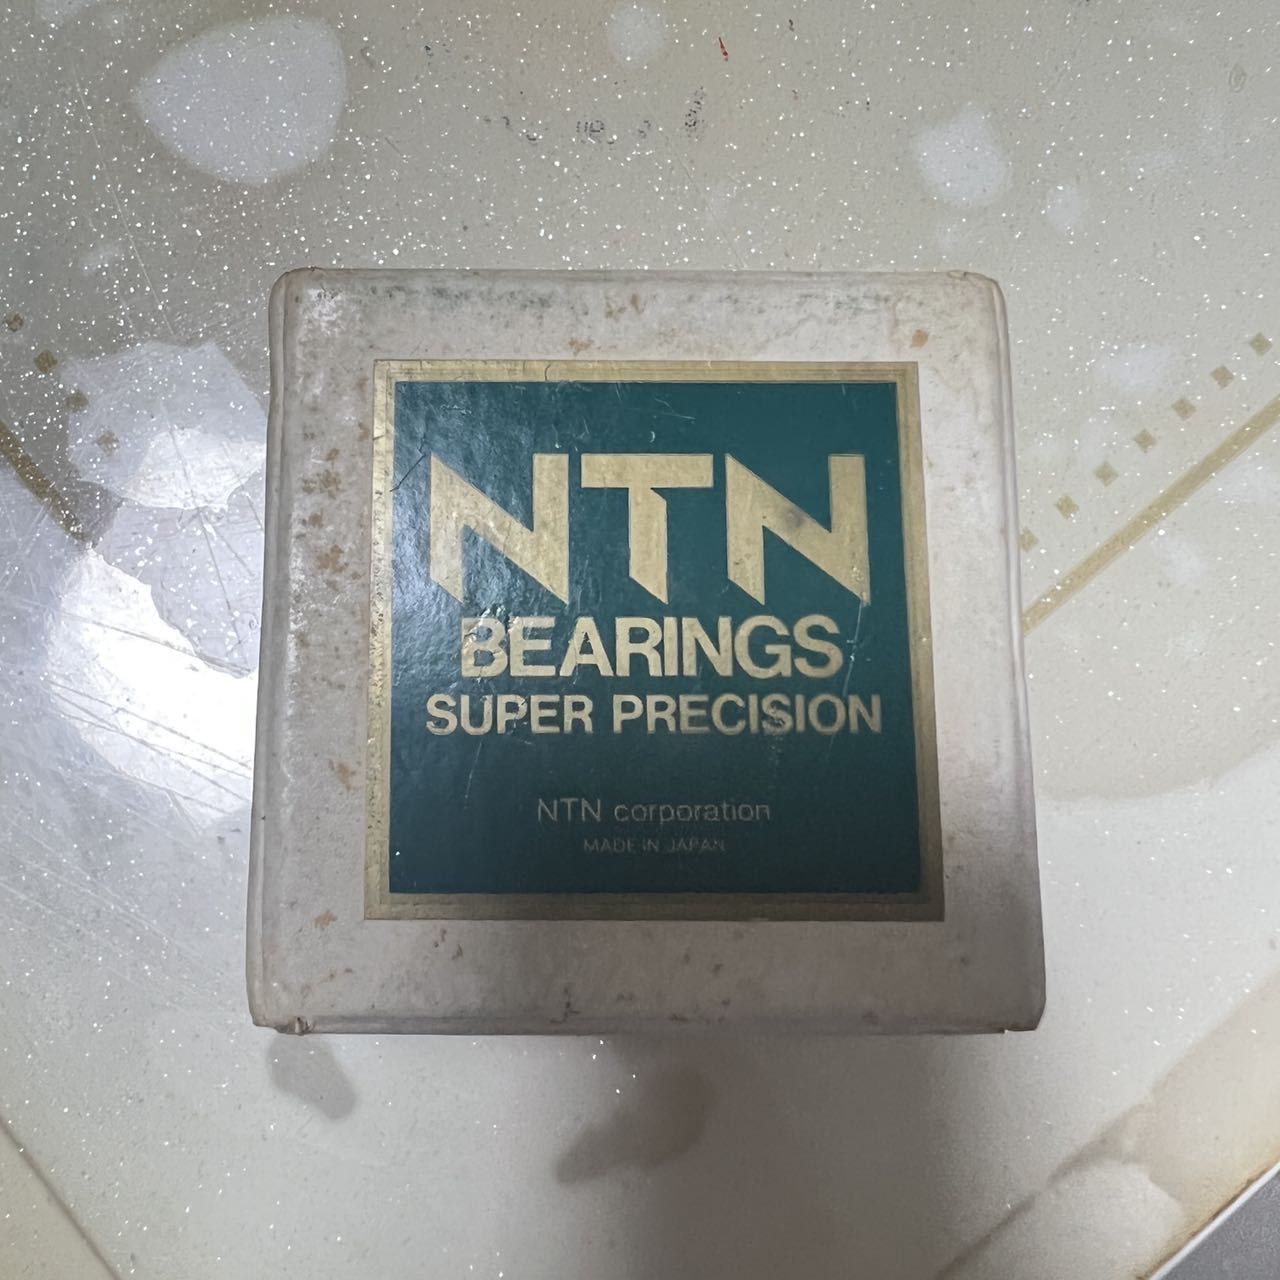 NTN
BEARINGS
SUPER PRECISION
NTN corporation
MADE IN JAPAN